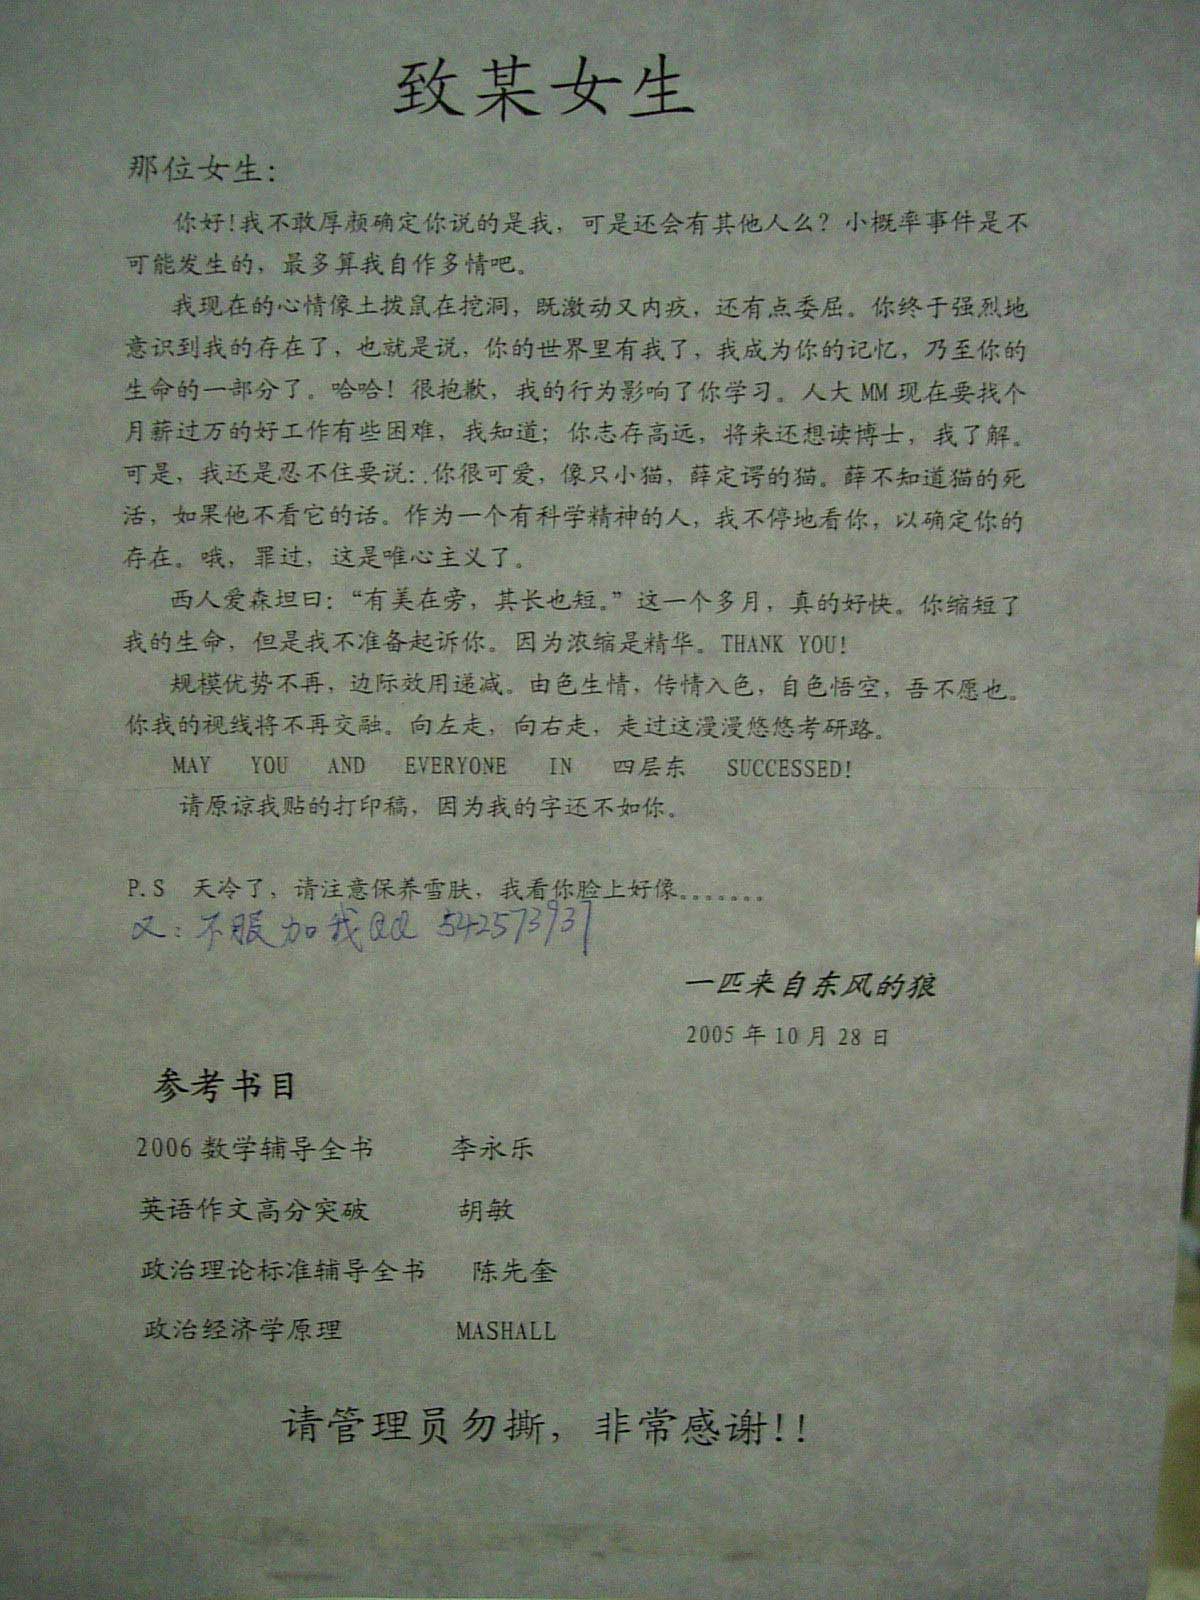 致某女生
那位女生：
你好！我不敢厚颜确定你说的是我，可是还会有其他人么？小概率事件是不
可能发生的，最多算我自作多情吧。
我现在的心情像土拨鼠在挖洞，既激动又内疚，还有点委屈。你终于强烈地
意识到我的存在了，也就是说，你的世界里有我了，我成为你的记忆，乃至你的
生命的一部分了。哈哈！很抱歉，我的行为影响了你学习。人大MM现在要找个
月薪过万的好工作有些困难，我知道；你志存高远，将来还想读博士，我了解。
可是，我还是忍不住要说：.你很可爱，像只小猫，薛定谔的猫。薛不知道猫的死
活，如果他不看它的话。作为一个有科学精神的人，我不停地看你，以确定你的
存在。哦，罪过，这是唯心主义了。
西人爱森坦曰：“有美在旁，其长也短。”这一个多月，真的好快。你缩短了
我的生命，但是我不准备起诉你。因为浓缩是精华。THANK YOU!
规模优势不再，边际效用递减。由色生情，传情入色，自色悟空，吾不愿也。
你我的视线将不再交融。向左走，向右走，走过这漫漫悠悠考研路。
MAY YOU AND EVERYONE IN 四层东 SUCCESSED!
请原谅我贴的打印稿，因为我的字还不如你。
P.S 天冷了，请注意保养雪肤，我看你脸上好像。。。。。。。
又：不服加我QQ 542573937
一匹来自东风的狼
2005年10月28日
参考书目
2006数学辅导全书 李永乐
英语作文高分突破 胡敏
政治理论标准辅导全书 陈先奎
政治经济学原理 MASHALL
请管理员勿撕，非常感谢！！